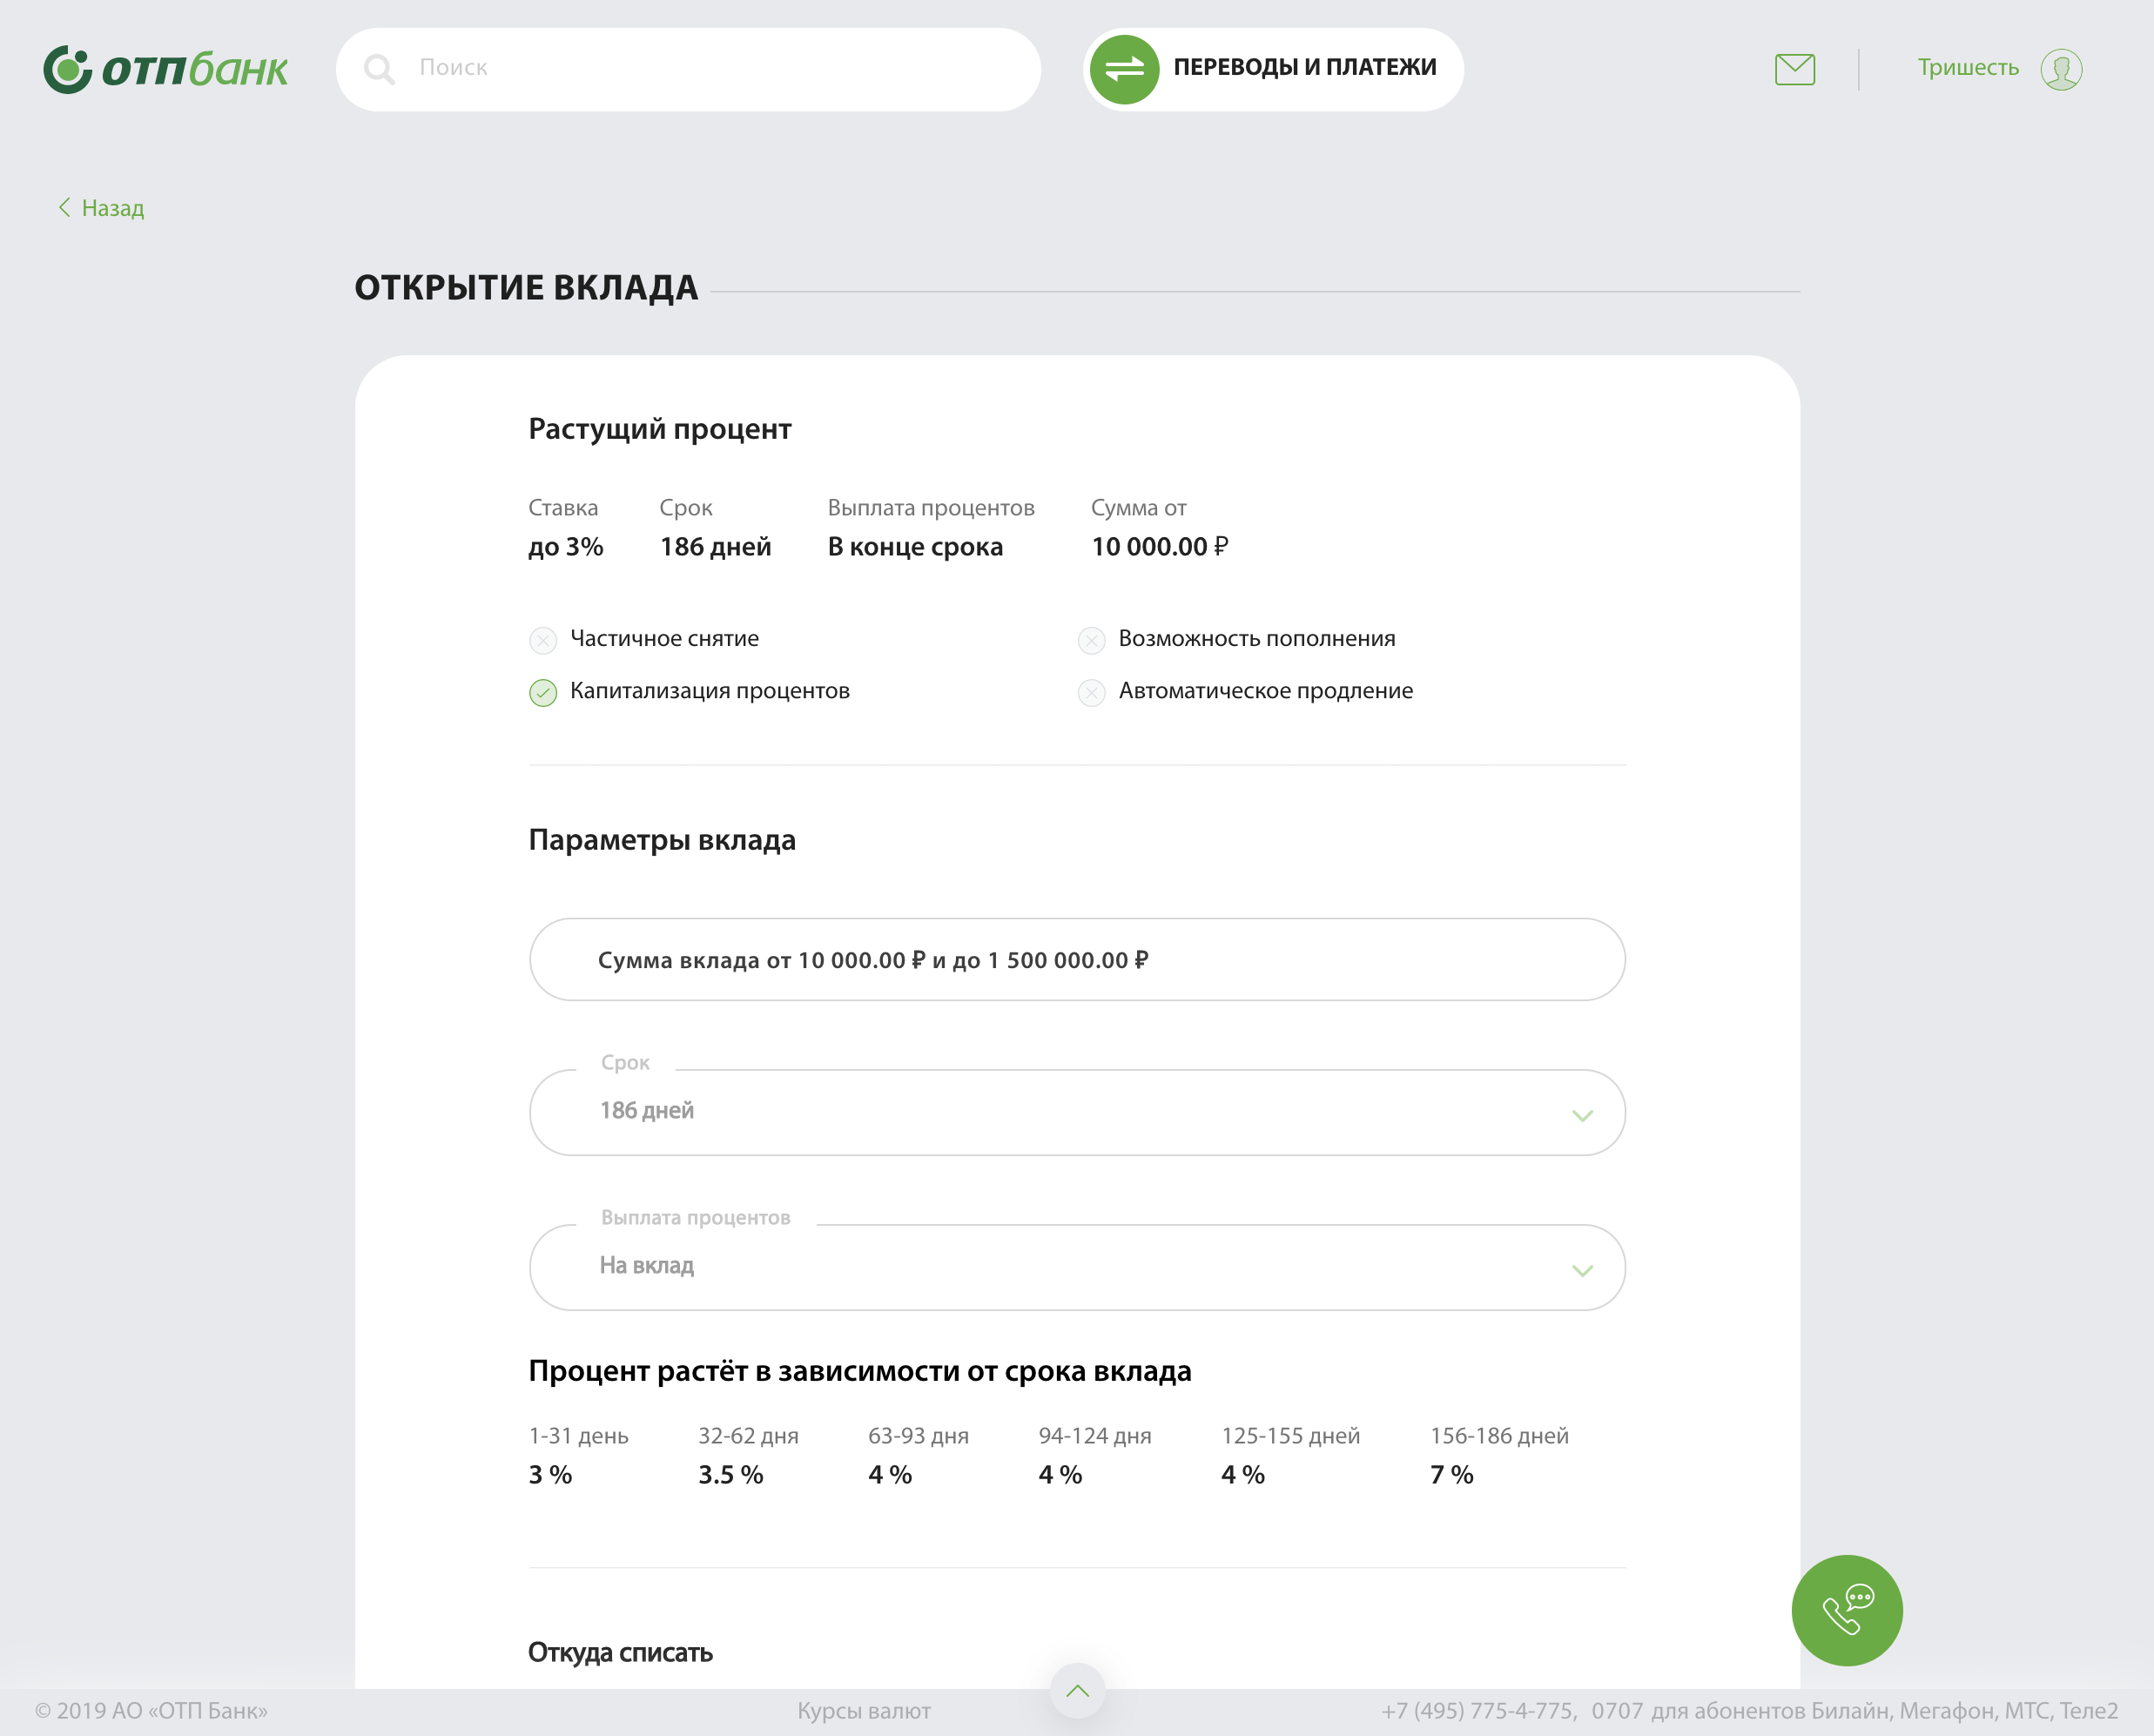 отпбанк
Поиск
ПЕРЕВОДЫ И ПЛАТЕЖИ
Тришесть
Назад
ОТКРЫТИЕ ВКЛАДА
Растущий процент
Ставка Срок Выплата процентов Сумма от
до 3% 186 дней В конце срока 10 000.00 ₽
Частичное снятие Возможность пополнения
Капитализация процентов Автоматическое продление
Параметры вклада
Сумма вклада от 10 000.00 ₽ и до 1 500 000.00 ₽
Срок
186 дней
Выплата процентов
На вклад
Процент растёт в зависимости от срока вклада
1-31 день 32-62 дня 63-93 дня 94-124 дня 125-155 дней 156-186 дней
3 % 3.5 % 4 % 4 % 4 % 7 %
Откуда списать
© 2019 АО «ОТП Банк» Курсы валют +7 (495) 775-4-775, 0707 для абонентов Билайн, Мегафон, МТС, Теле2